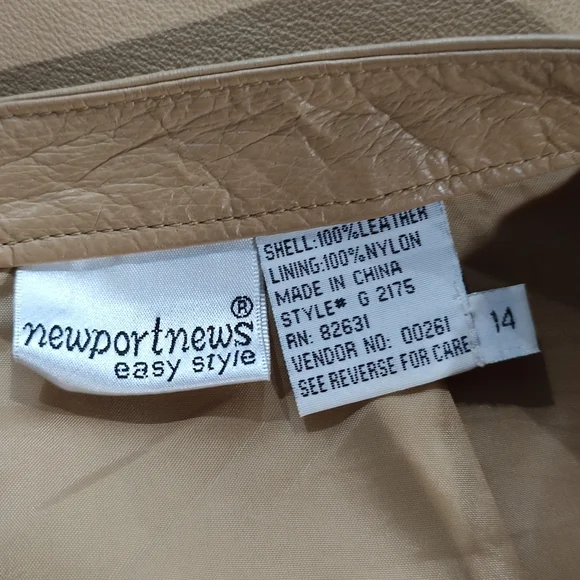 newportnews®
easy style
SHELL:100%LEATHER
LINING:100%NYLON
MADE IN CHINA
STYLE# G 2175
RN: 82631
VENDOR NO: 00261
SEE REVERSE FOR CARE
14